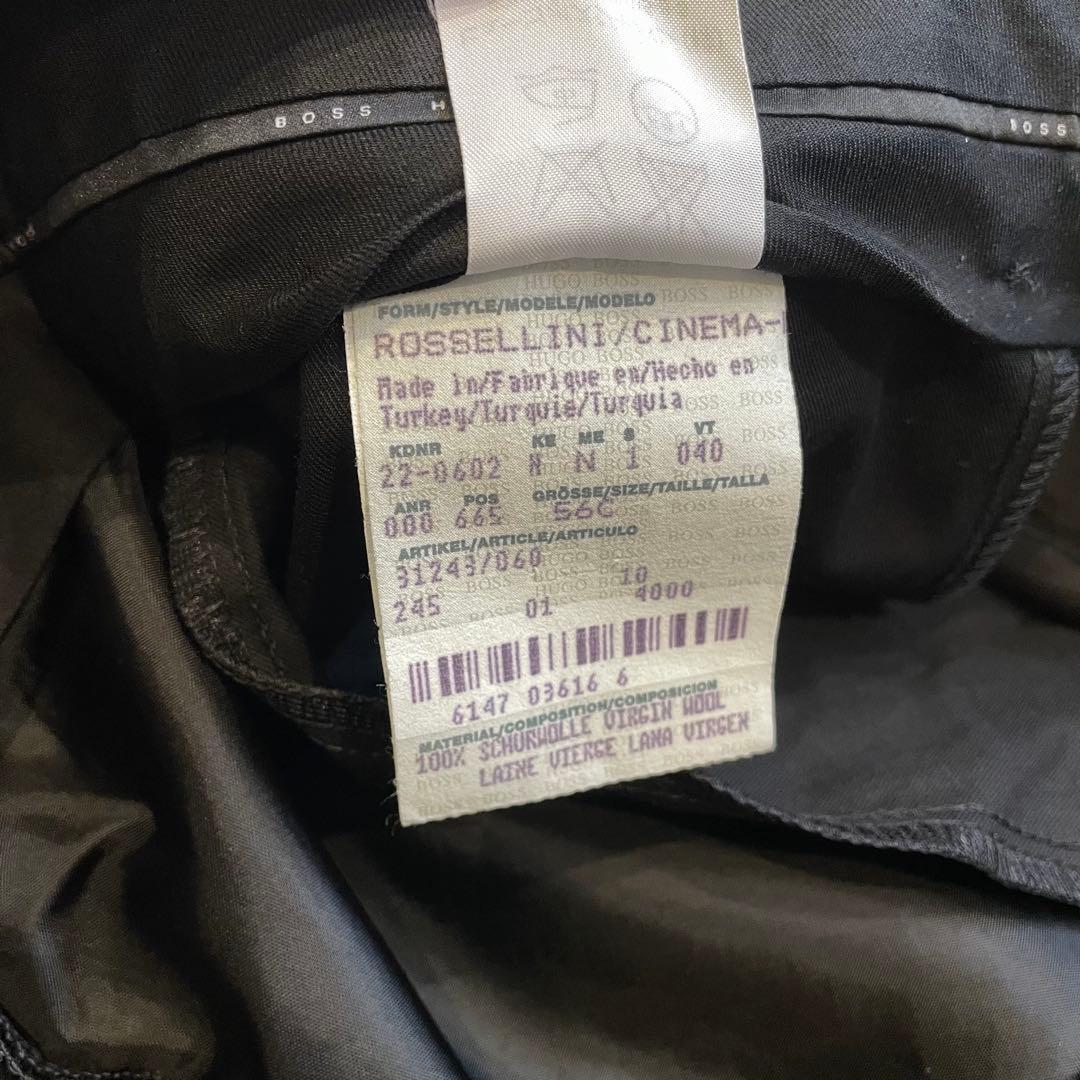 BOSS H
BOSS
FORM/STYLE/MODELE/MODELO
ROSSELLINI/CINEMA-
Made in/Fabrique en/Hecho en
Turkey/Turquie/Turquia
KDNR KE ME S VT
22-0602 N 1 040
ANR POS GRÖSSE/SIZE/TAILLE/TALLA
000 665 56C
ARTIKEL/ARTICLE/ARTICULO
31243/060 10
245 01 4000
6147 03616 6
MATERIAL/COMPOSITION/COMPOSICION
100% SCHURWOLLE VIRGIN WOOL
LAINE VIERGE LANA VIRGEN
HUGO BOSS